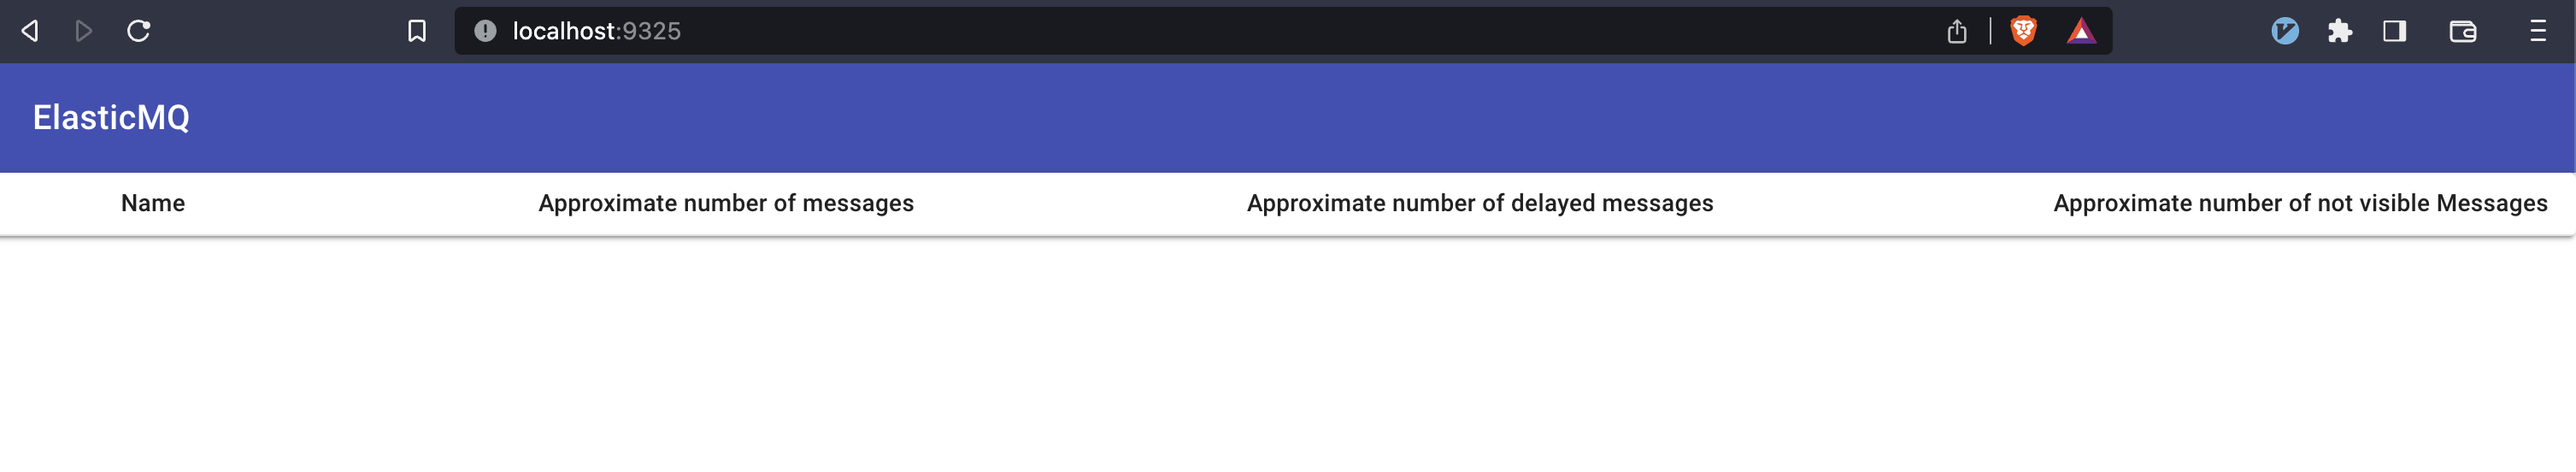 localhost:9325
ElasticMQ
Name Approximate number of messages Approximate number of delayed messages Approximate number of not visible Messages